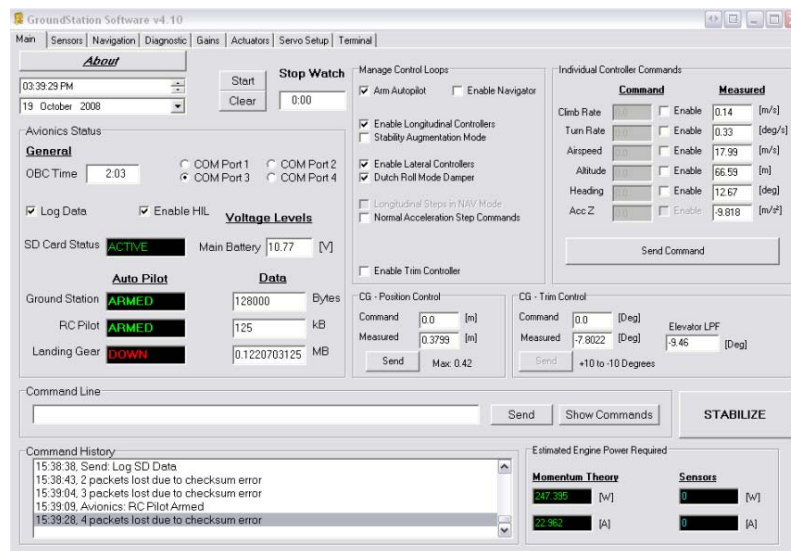 GroundStation Software v4.10
Main Sensors Navigation Diagnostic Gains Actuators Servo Setup Terminal
About
03:39:29 PM
19 October 2008
Start
Clear
Stop Watch
0:00
Avionics Status
General
OBC Time 2:03
COM Port 1 COM Port 2
COM Port 3 COM Port 4
Log Data Enable HIL
Voltage Levels
SD Card Status ACTIVE Main Battery 10.77 [V]
Auto Pilot Data
Ground Station ARMED 128000 Bytes
RC Pilot ARMED 125 kB
Landing Gear DOWN 0.1220703125 MB
Manage Control Loops
Arm Autopilot Enable Navigator
Enable Longitudinal Controllers
Stability Augmentation Mode
Enable Lateral Controllers
Dutch Roll Mode Damper
Longitudinal Steps in NAV Mode
Normal Acceleration Step Commands
Enable Trim Controller
Individual Controller Commands
Command Measured
Climb Rate 0.0 Enable 0.14 [m/s]
Turn Rate 0.0 Enable 0.33 [deg/s]
Airspeed 0.0 Enable 17.99 [m/s]
Altitude 0.0 Enable 66.59 [m]
Heading 0.0 Enable 12.67 [deg]
Acc Z 0.0 Enable -9.818 [m/s²]
Send Command
CG - Position Control
Command 0.0 [m]
Measured 0.3799 [m]
Send Max: 0.42
CG - Trim Control
Command 0.0 [Deg]
Measured -7.8022 [Deg]
Send +10 to -10 Degrees
Elevator LPF
-9.46 [Deg]
Command Line
Send Show Commands
STABILIZE
Command History
15:38:38, Send: Log SD Data
15:38:43, 2 packets lost due to checksum error
15:39:04, 3 packets lost due to checksum error
15:39:09, Avionics: RC Pilot Armed
15:39:28, 4 packets lost due to checksum error
Estimated Engine Power Required
Momentum Theory Sensors
247.395 [W] 0 [W]
22.962 [A] 0 [A]